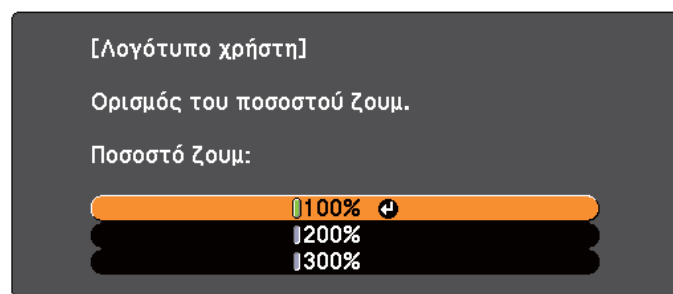 [Λογότυπο χρήστη]
Ορισμός του ποσοστού ζουμ.
Ποσοστό ζουμ:
100%
200%
300%